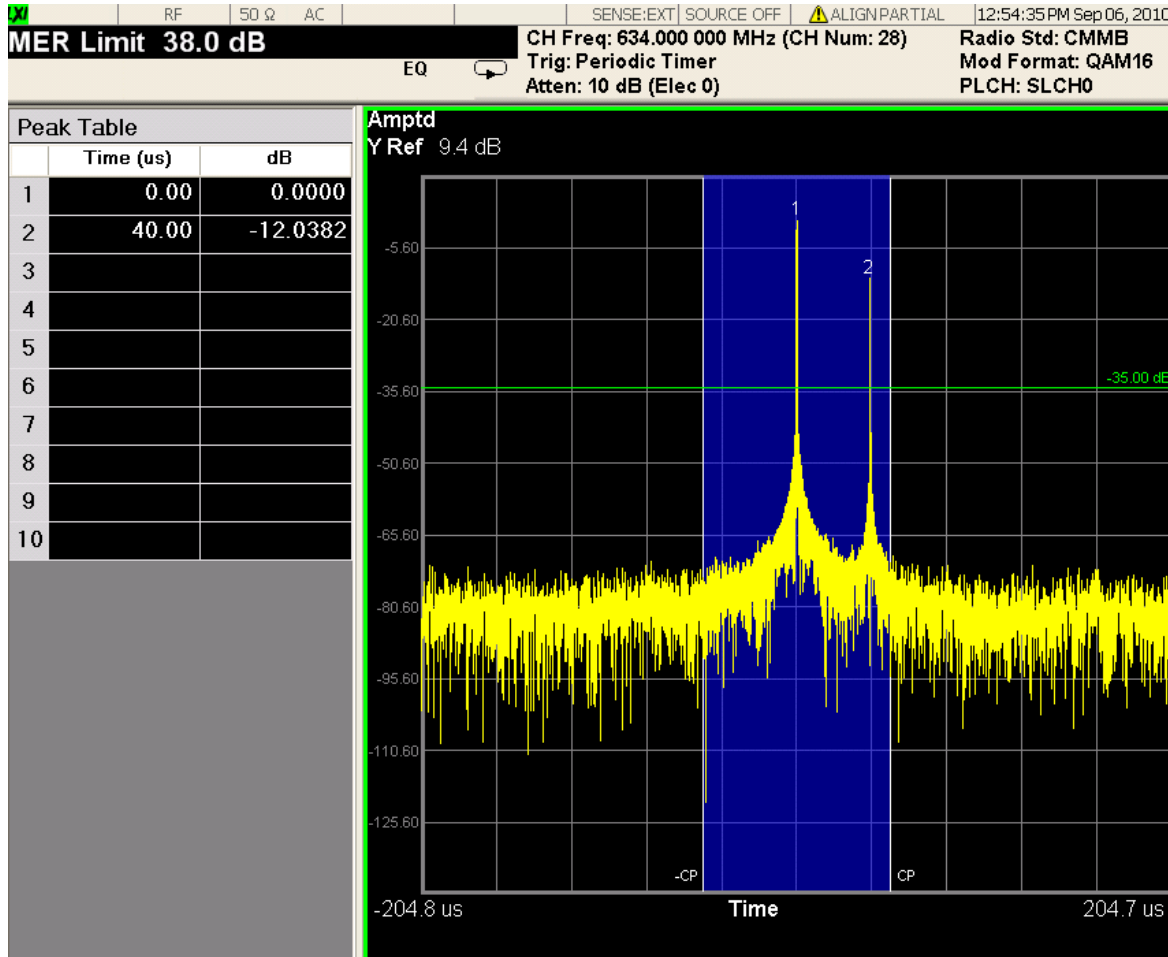 LXI RF 50 Ω AC SENSE:EXT SOURCE OFF ALIGN PARTIAL 12:54:35 PM Sep 06, 2010
MER Limit 38.0 dB
CH Freq: 634.000 000 MHz (CH Num: 28)
Radio Std: CMMB
EQ
Trig: Periodic Timer
Mod Format: QAM16
Atten: 10 dB (Elec 0)
PLCH: SLCH0
Peak Table
Time (us) dB
1 0.00 0.0000
2 40.00 -12.0382
3
4
5
6
7
8
9
10
Amptd
Y Ref 9.4 dB
1
2
-5.60
-20.60
-35.00 dB
-35.60
-50.60
-65.60
-80.60
-95.60
-110.60
-125.60
-CP CP
-204.8 us Time 204.7 us